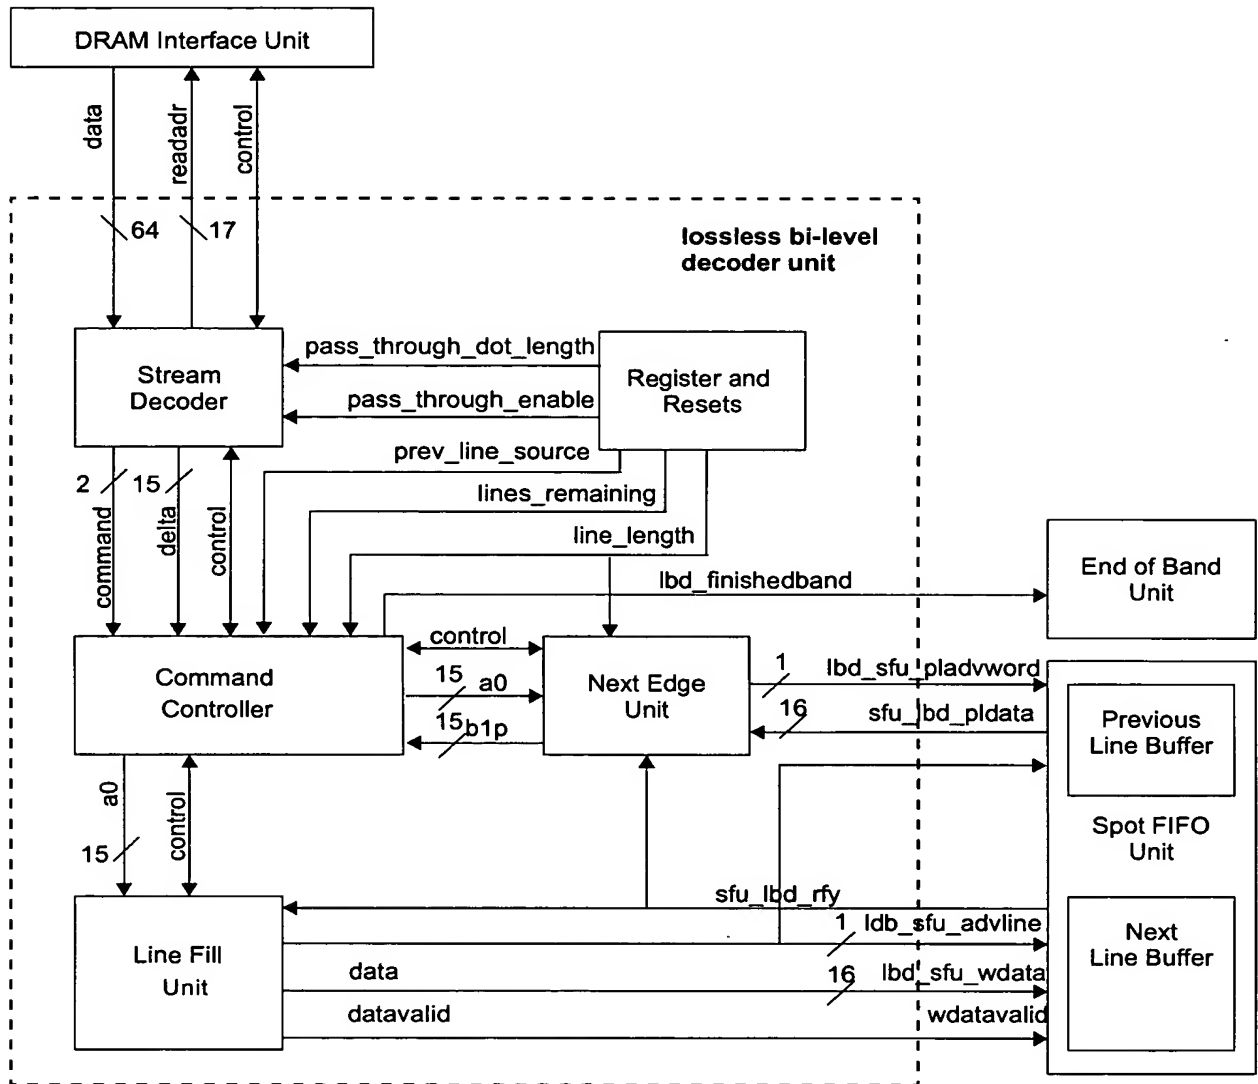 DRAM Interface Unit
data
readadr
control
64
17
lossless bi-level
decoder unit
Stream
Decoder
pass_through_dot_length
pass_through_enable
Register and
Resets
prev_line_source
lines_remaining
line_length
2
15
command
delta
control
lbd_finishedband
End of Band
Unit
Command
Controller
control
15
a0
15
b1p
Next Edge
Unit
1
lbd_sfu_pladvword
16
sfu_lbd_pldata
Previous
Line Buffer
Spot FIFO
Unit
a0
15
control
sfu_lbd_rfy
1
ldb_sfu_advline
Line Fill
Unit
data
16
lbd_sfu_wdata
datavalid
wdatavalid
Next
Line Buffer